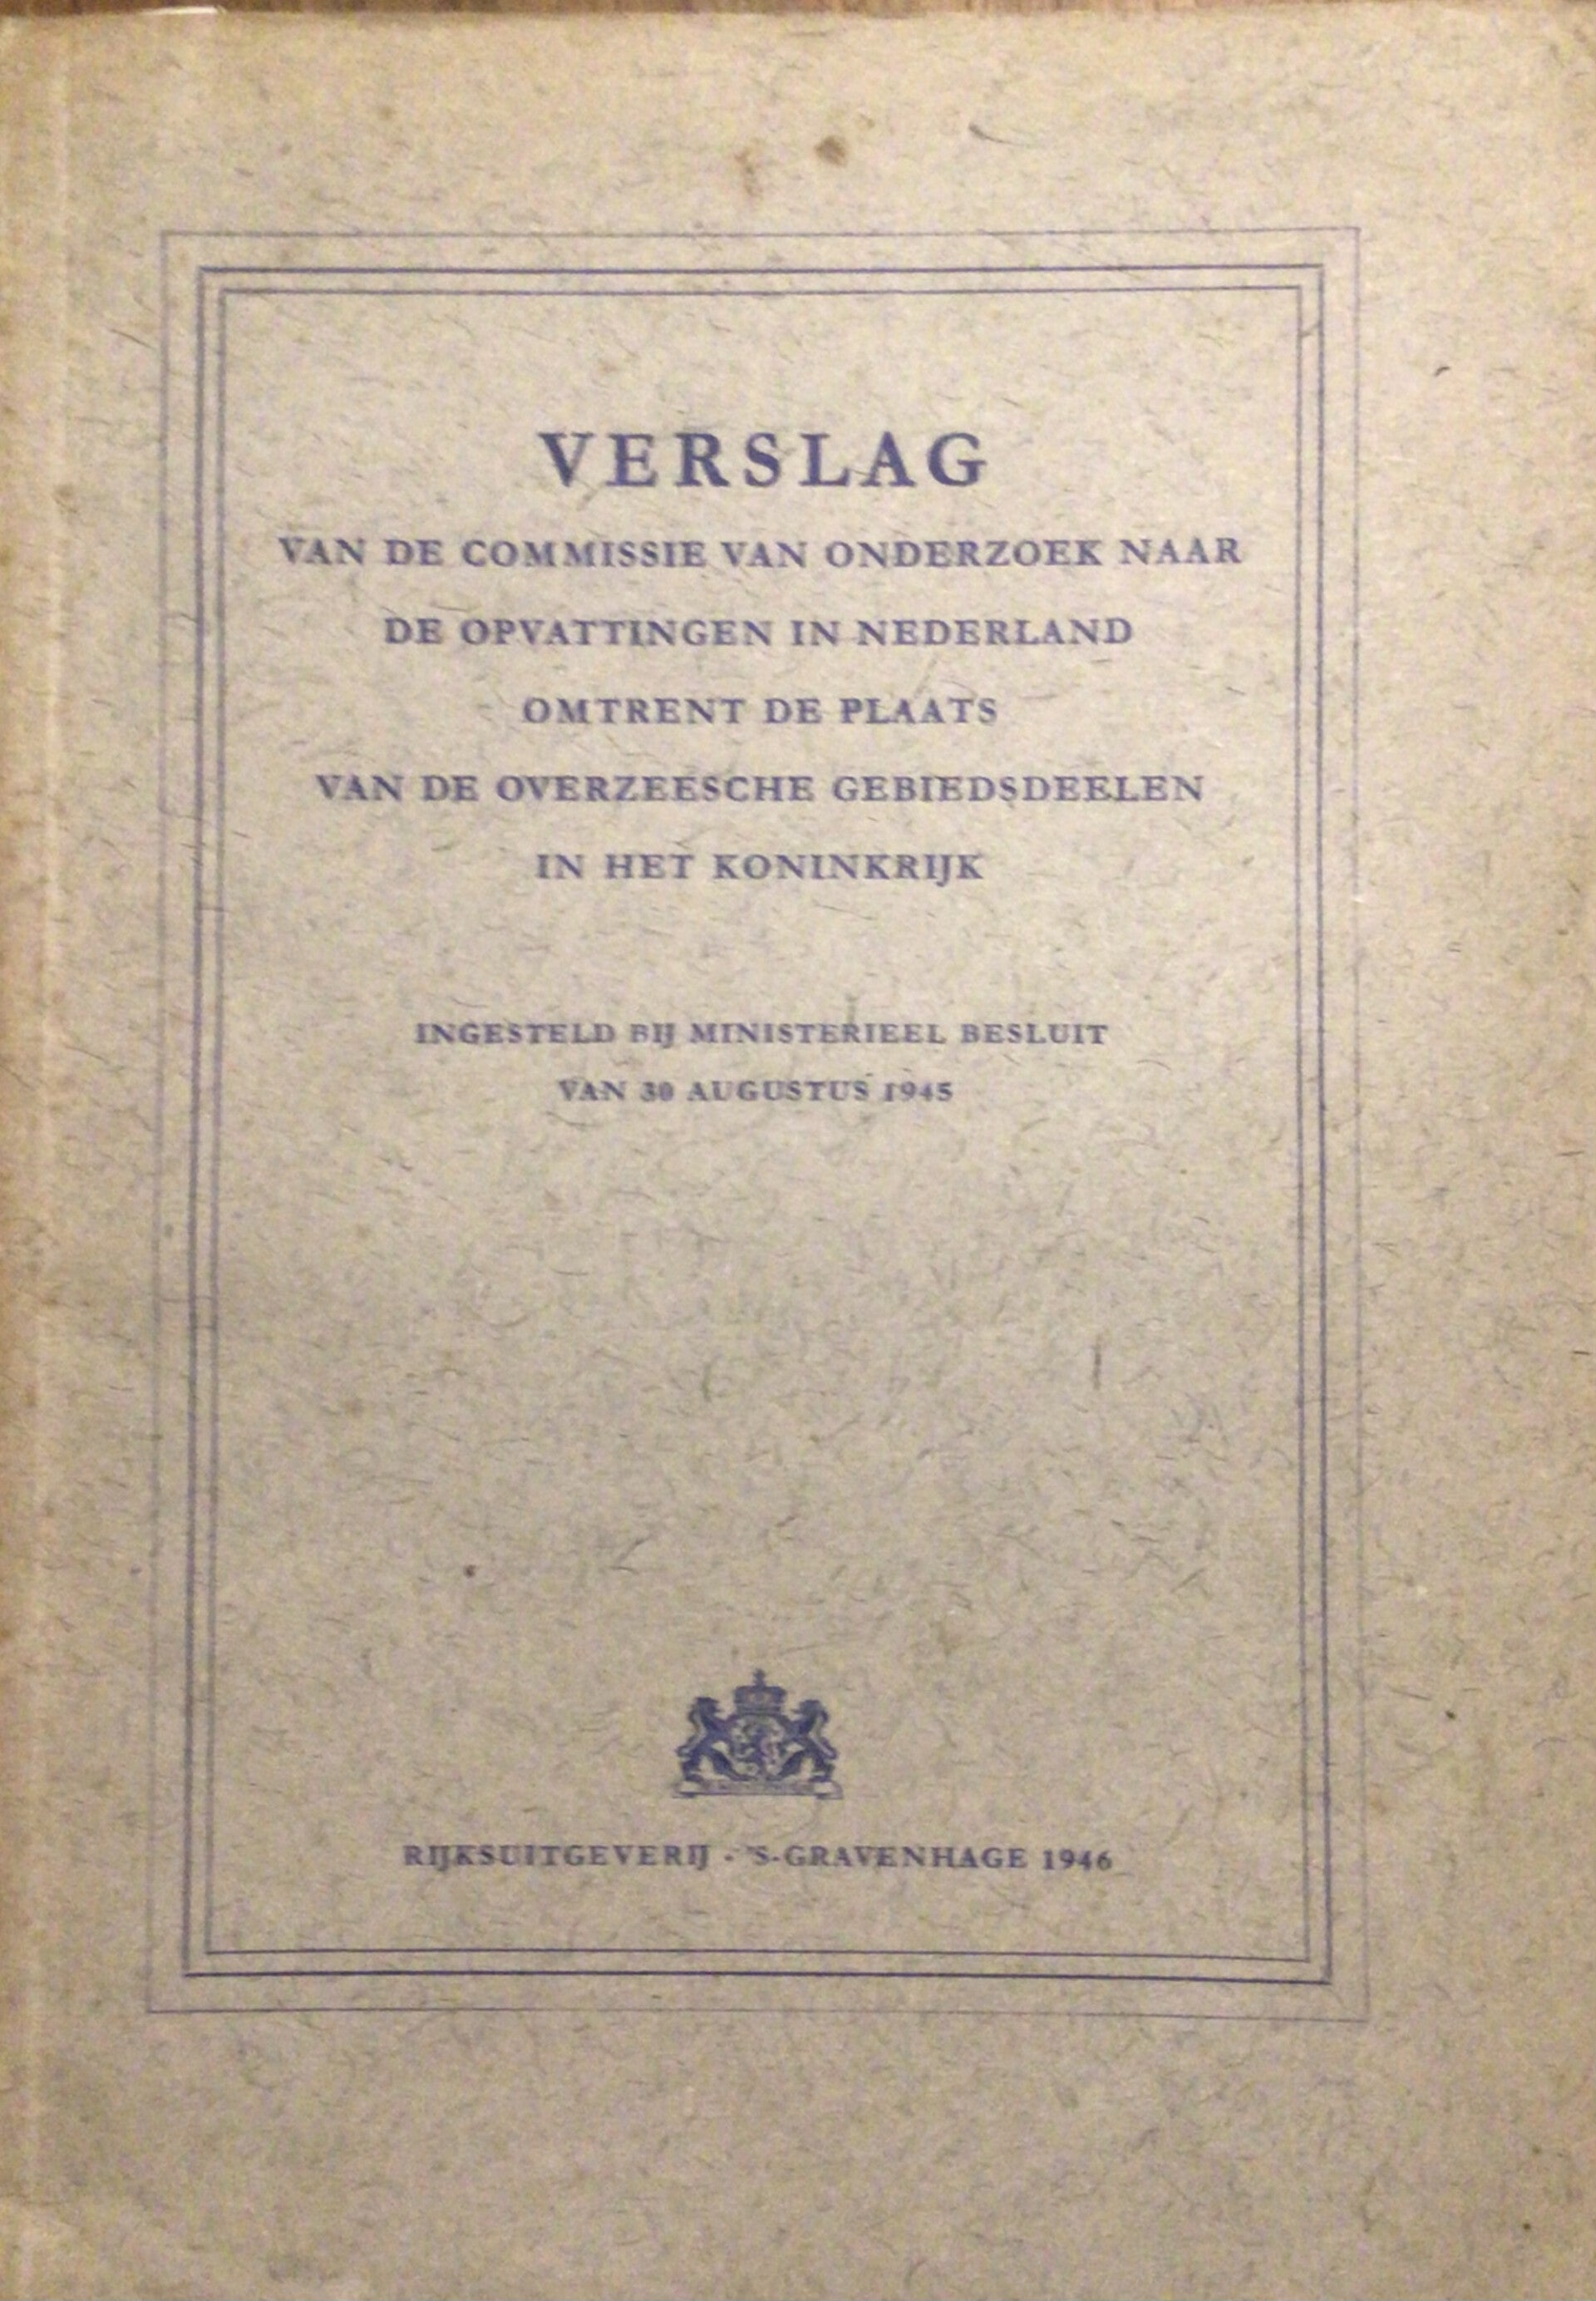 VERSLAG
VAN DE COMMISSIE VAN ONDERZOEK NAAR
DE OPVATTINGEN IN NEDERLAND
OMTRENT DE PLAATS
VAN DE OVERZEESCHE GEBIEDSDEELEN
IN HET KONINKRIJK
INGESTELD BIJ MINISTERIEEL BESLUIT
VAN 30 AUGUSTUS 1945
RIJKSUITGEVERIJ - 'S-GRAVENHAGE 1946